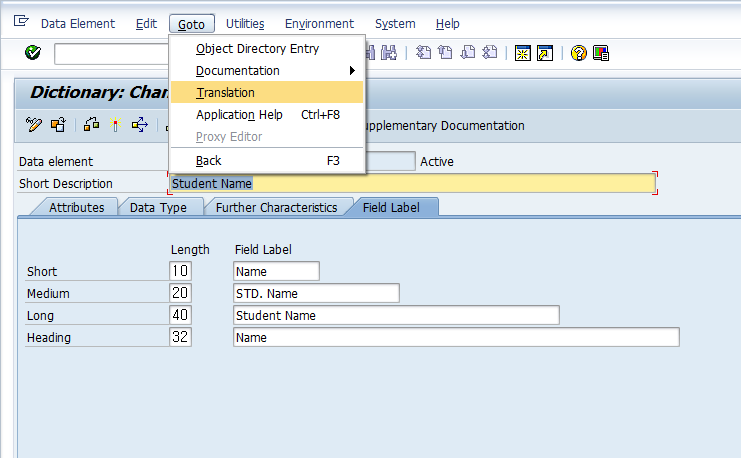 Data Element Edit Goto Utilities Environment System Help
Object Directory Entry
Documentation
Translation
Application Help Ctrl+F8
Proxy Editor
Back F3
Dictionary: Chan
upplementary Documentation
Data element Active
Short Description Student Name
Attributes Data Type Further Characteristics Field Label
Length Field Label
Short 10 Name
Medium 20 STD. Name
Long 40 Student Name
Heading 32 Name